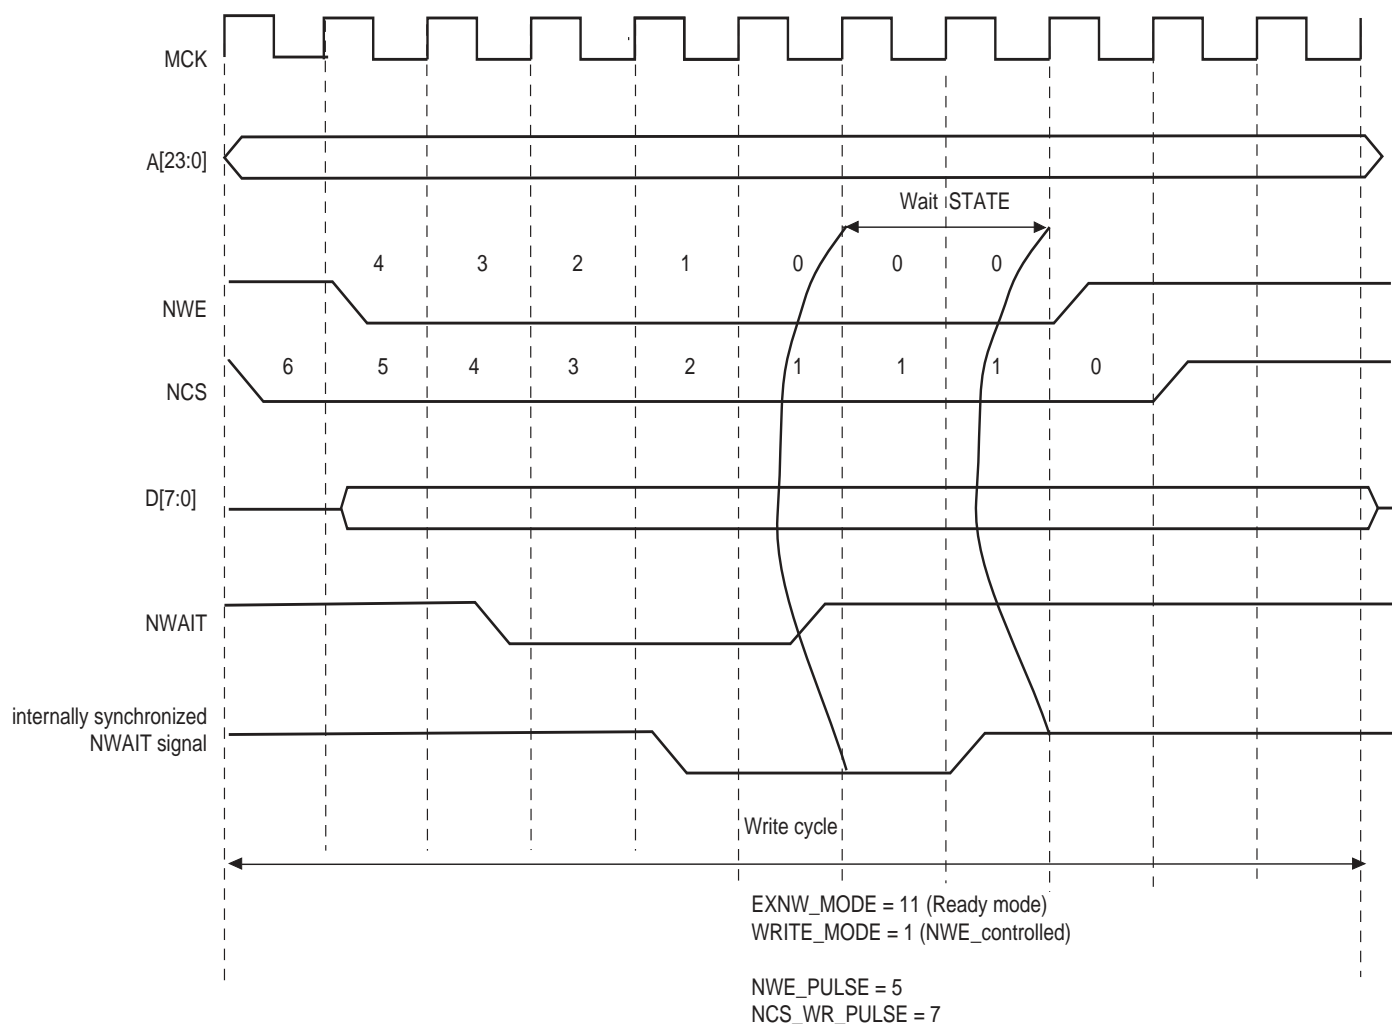 MCK
A[23:0]
Wait STATE
4 3 2 1 0 0 0
NWE
6 5 4 3 2 1 1 1 0
NCS
D[7:0]
NWAIT
internally synchronized
NWAIT signal
Write cycle
EXNW_MODE = 11 (Ready mode)
WRITE_MODE = 1 (NWE_controlled)
NWE_PULSE = 5
NCS_WR_PULSE = 7